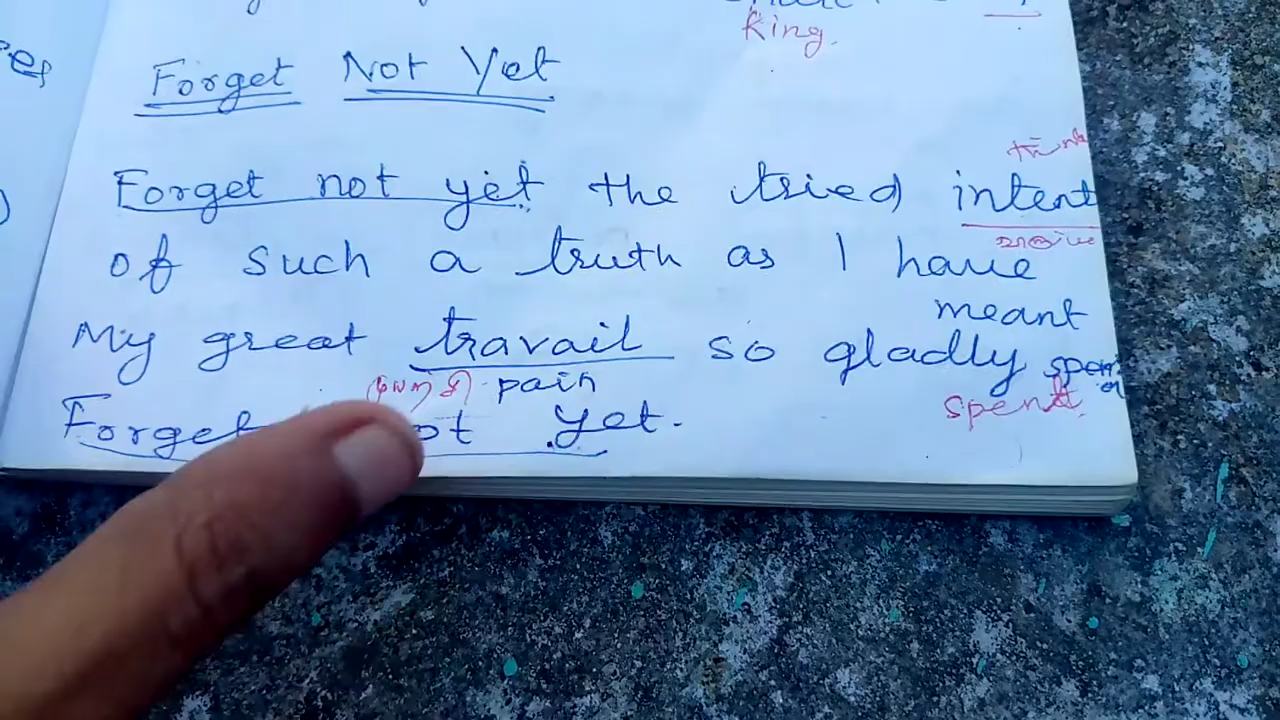 King.
Forget Not Yet
Forget not yet the tried intent
of such a truth as I have
meant
My great travail so gladly spent
pain
spent
Forget yet.